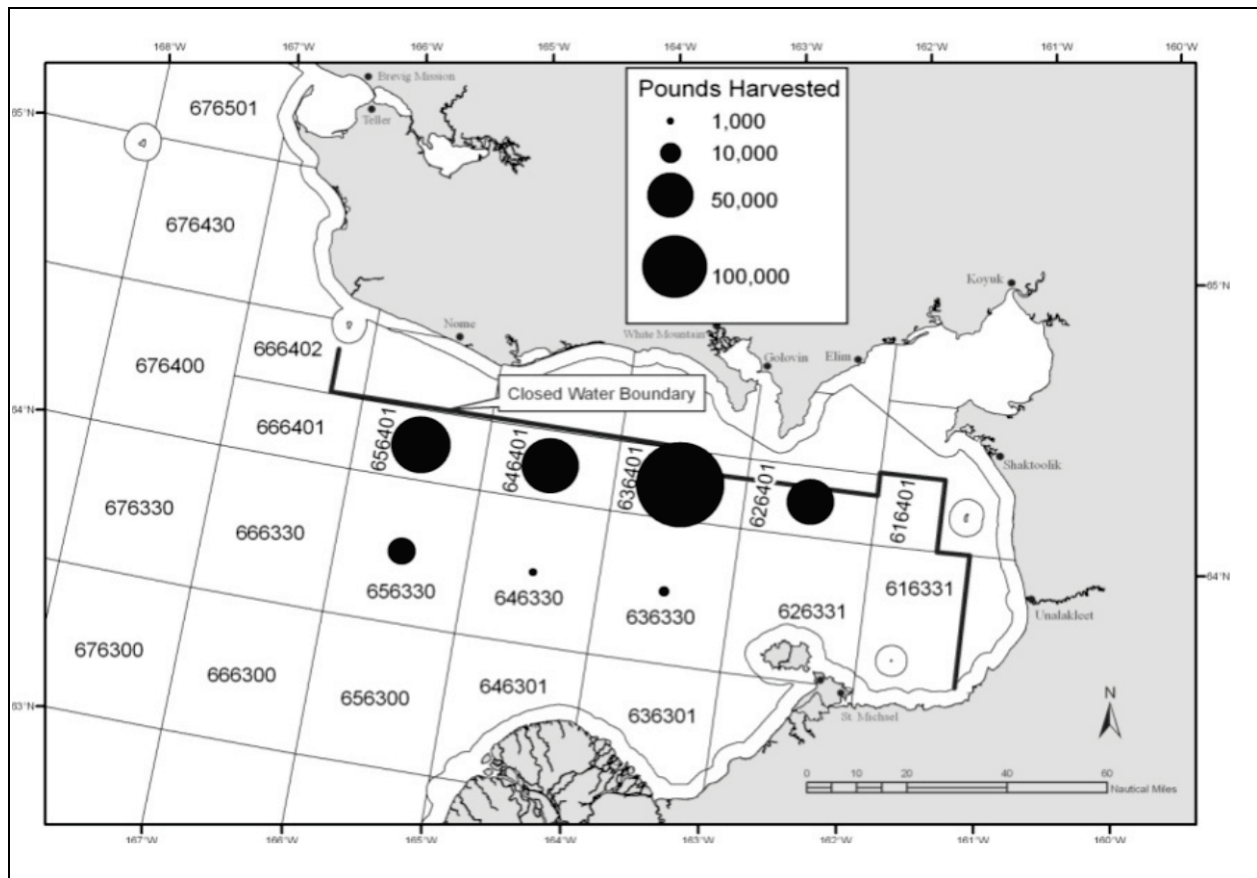 168°W 167°W 166°W 165°W 164°W 163°W 162°W 161°W 160°W
Pounds Harvested
1,000
10,000
50,000
100,000
Brevig Mission
Teller
676501
65°N
676430
Koyuk
65°N
Nome
White Mountain
Golovin
Elim
666402
676400
Closed Water Boundary
64°N
666401
656401
646401
636401
626401
616401
Shaktoolik
676330
666330
656330
646330
636330
626331
616331
64°N
Unalakleet
676300
666300
656300
646301
636301
63°N
St. Michael
N
0 10 20 40 60
Nautical Miles
167°W 166°W 165°W 164°W 163°W 162°W 161°W 160°W